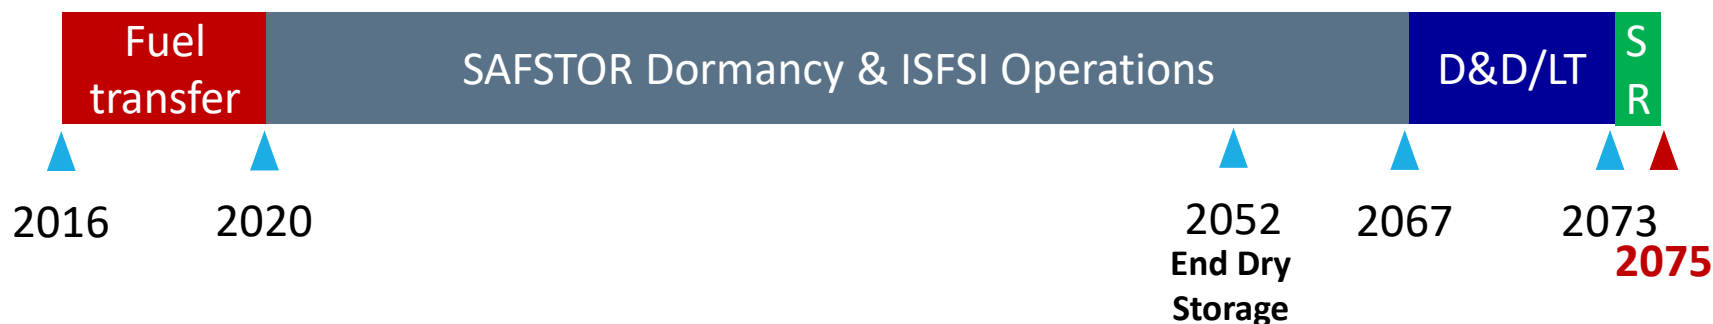 Fuel
transfer
SAFSTOR Dormancy & ISFSI Operations
D&D/LT
S
R
2016
2020
2052
End Dry
Storage
2067
2073
2075